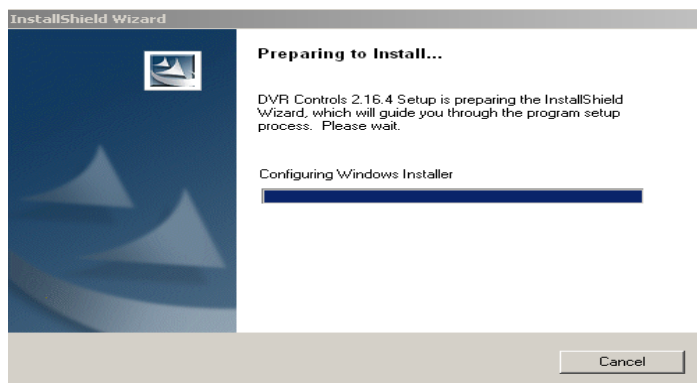 InstallShield Wizard
Preparing to Install...
DVR Controls 2.16.4 Setup is preparing the InstallShield
Wizard, which will guide you through the program setup
process. Please wait.
Configuring Windows Installer
Cancel